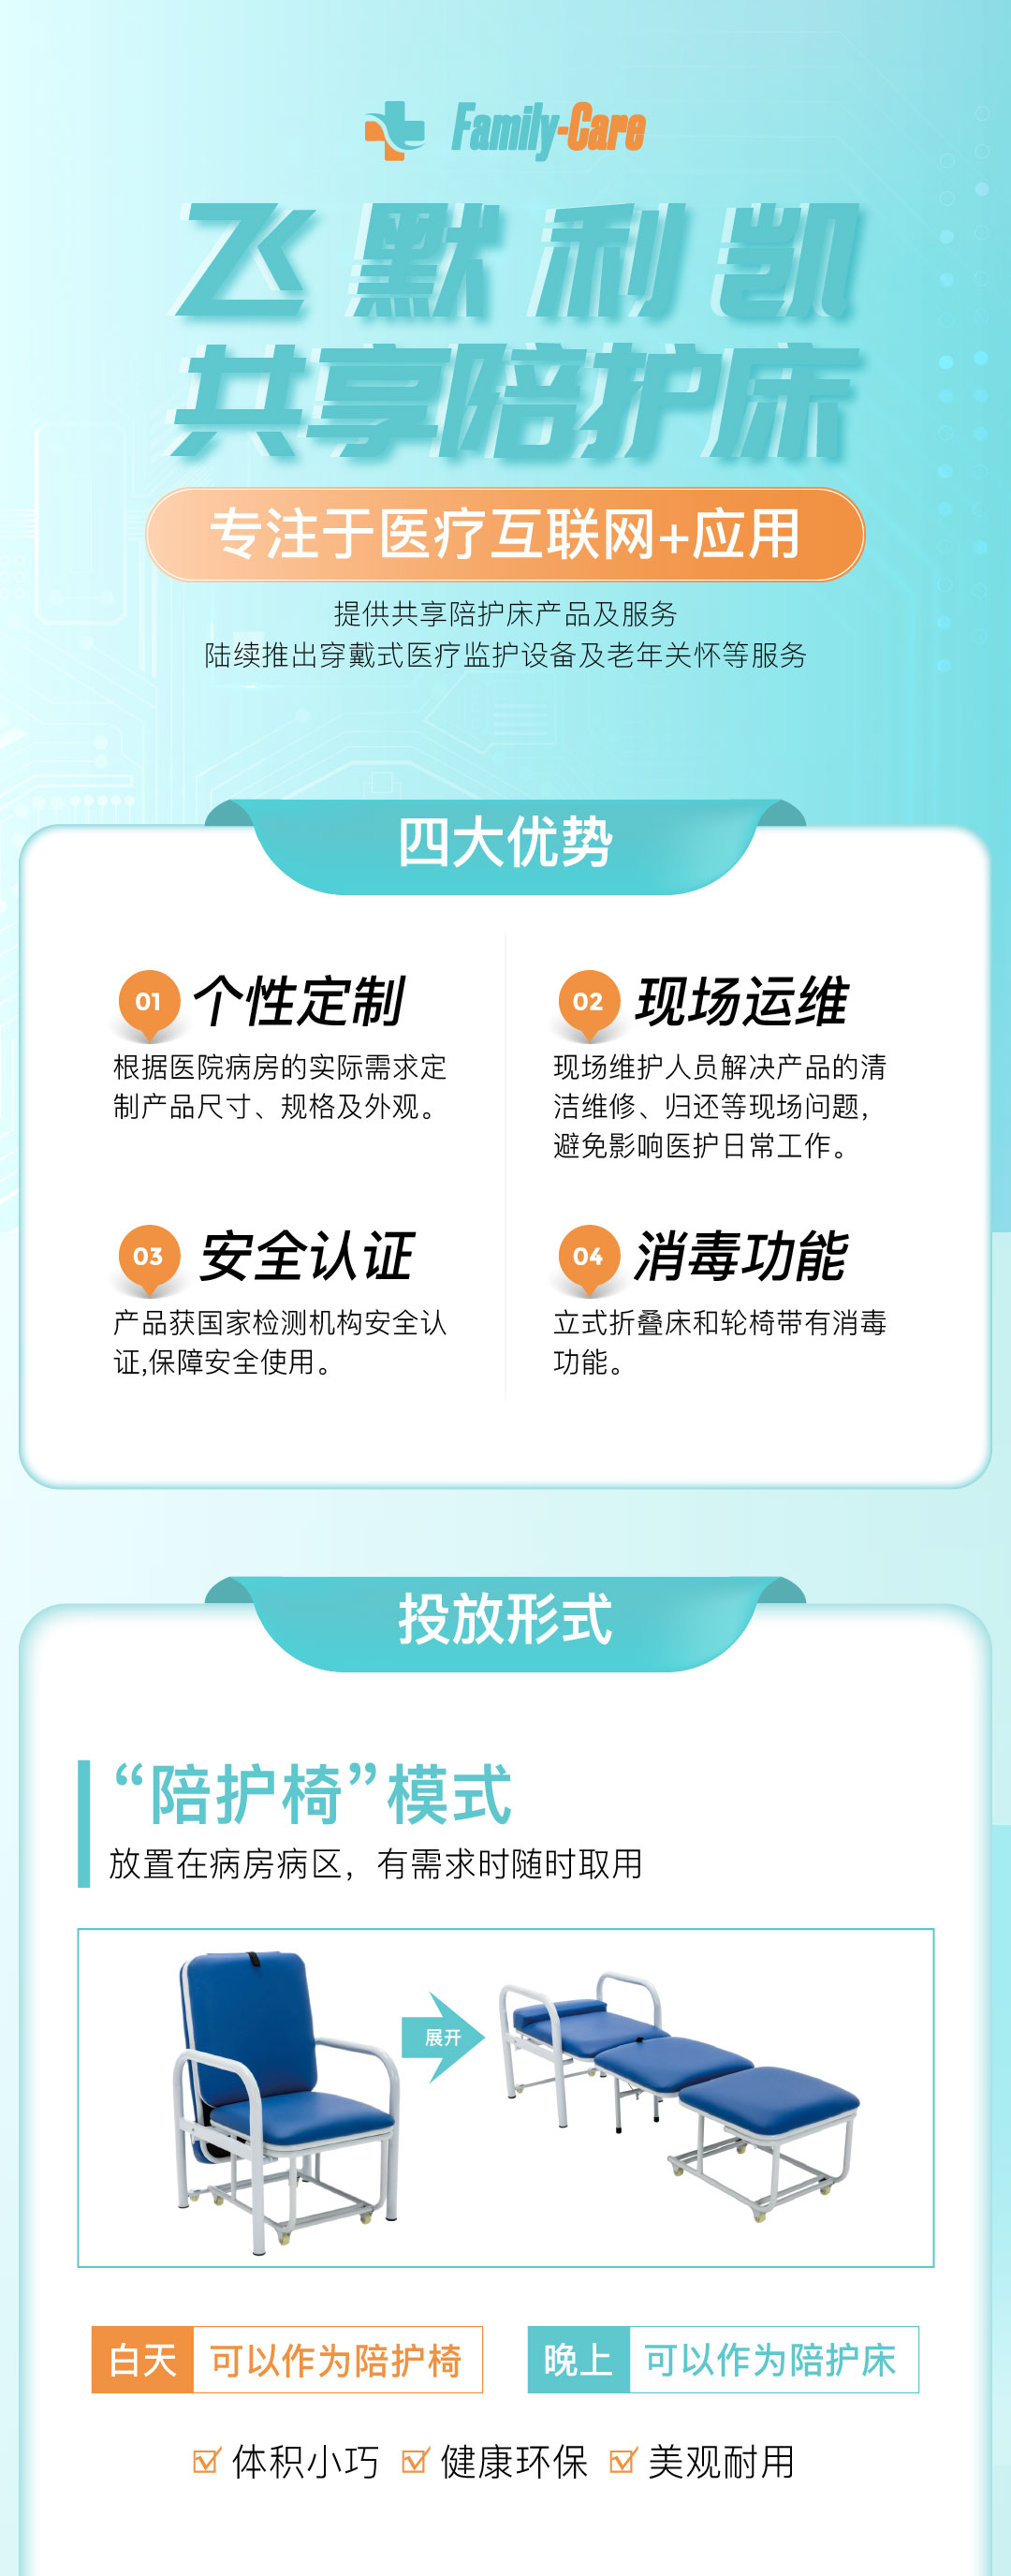 Family-Care
飞默利凯
共享陪护床
专注于医疗互联网+应用
提供共享陪护床产品及服务
陆续推出穿戴式医疗监护设备及老年关怀等服务
四大优势
01 个性定制
根据医院病房的实际需求定
制产品尺寸、规格及外观。
02 现场运维
现场维护人员解决产品的清
洁维修、归还等现场问题，
避免影响医护日常工作。
03 安全认证
产品获国家检测机构安全认
证,保障安全使用。
04 消毒功能
立式折叠床和轮椅带有消毒
功能。
投放形式
“陪护椅”模式
放置在病房病区，有需求时随时取用
展开
白天 可以作为陪护椅
晚上 可以作为陪护床
体积小巧 健康环保 美观耐用